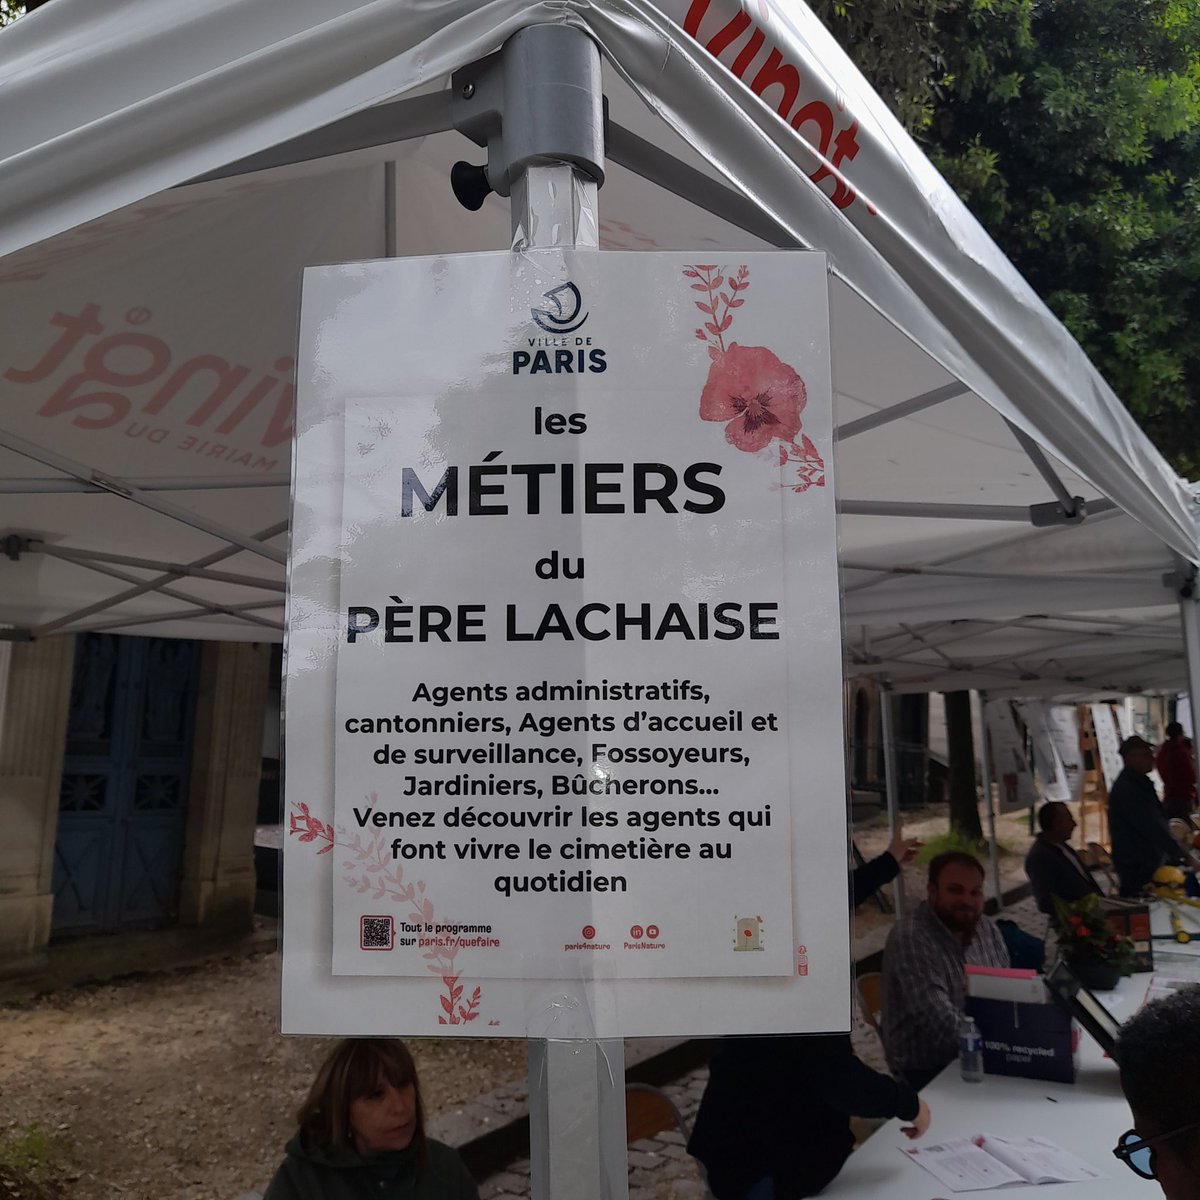 vingt
vingt
MAIRIE DU
VILLE DE
PARIS
les
MÉTIERS
du
PÈRE LACHAISE
Agents administratifs,
cantonniers, Agents d'accueil et
de surveillance, Fossoyeurs,
Jardiniers, Bûcherons...
Venez découvrir les agents qui
font vivre le cimetière au
quotidien
Tout le programme
sur paris.fr/quefaire
paris4nature
ParisNature
100% recycled
paper